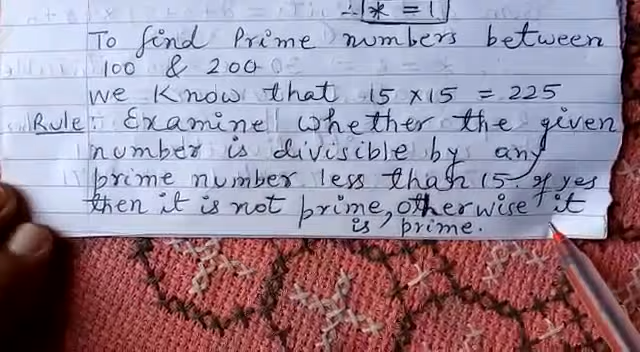 ∴ * = 1
To find Prime numbers between
100 & 200
We know that 15 × 15 = 225
Rule: Examine whether the given
number is divisible by any
prime number less than 15. If yes
then it is not prime, otherwise it
is prime.